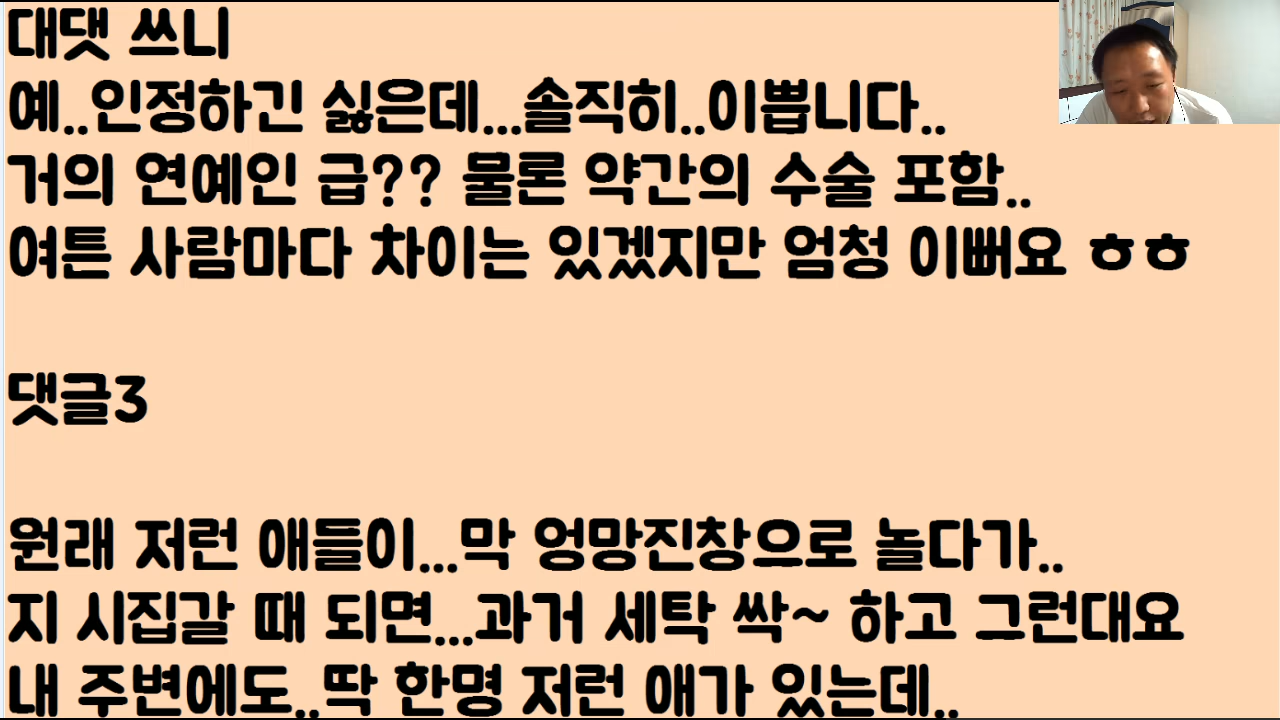 대댓 쓰니
예..인정하긴 싫은데...솔직히..이쁩니다..
거의 연예인 급?? 물론 약간의 수술 포함..
여튼 사람마다 차이는 있겠지만 엄청 이뻐요 ㅎㅎ
댓글3
원래 저런 애들이...막 엉망진창으로 놀다가..
지 시집갈 때 되면...과거 세탁 싹~ 하고 그런대요
내 주변에도..딱 한명 저런 애가 있는데..